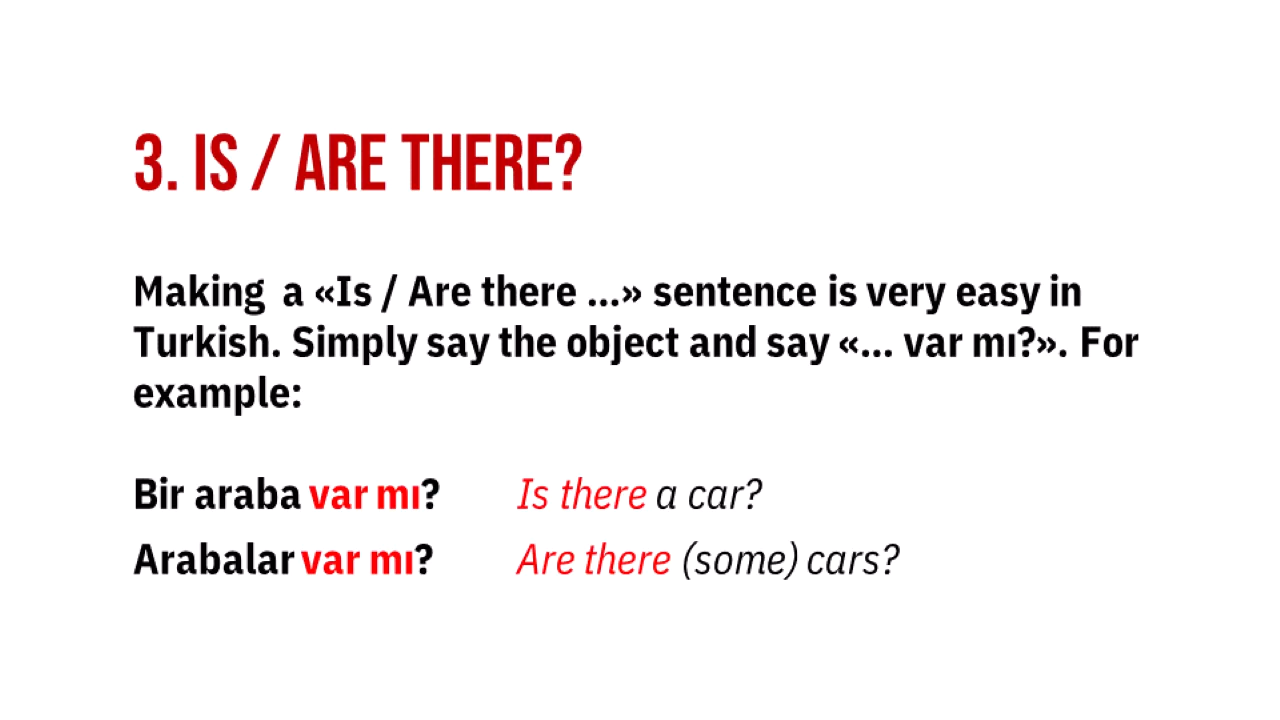 3. IS / ARE THERE?
Making a «Is / Are there ...» sentence is very easy in
Turkish. Simply say the object and say «... var mı?». For
example:
Bir araba var mı? Is there a car?
Arabalar var mı? Are there (some) cars?